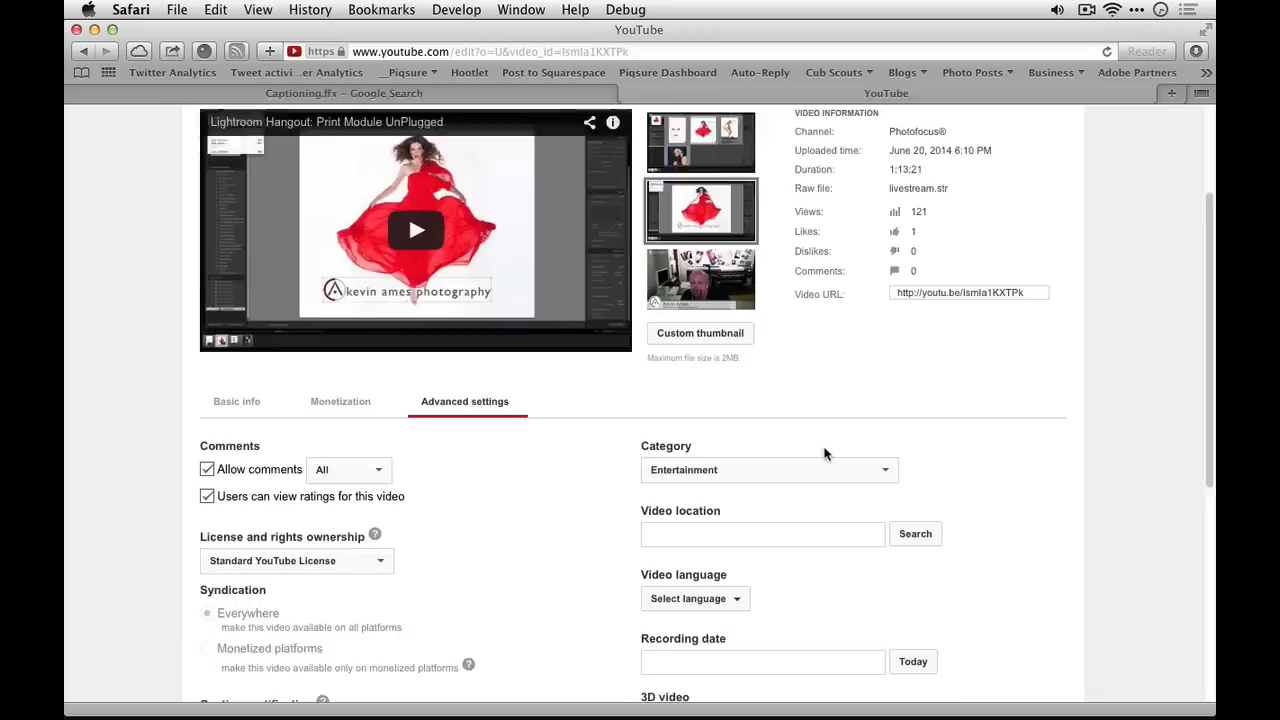 Safari File Edit View History Bookmarks Develop Window Help Debug
YouTube
https www.youtube.com/edit?o=U&video_id=Ismla1KXTPk Reader
Twitter Analytics Tweet activi...er Analytics __Piqsure Hootlet Post to Squarespace Piqsure Dashboard Auto-Reply Cub Scouts Blogs Photo Posts Business Adobe Partners
Captioning.ffx – Google Search YouTube
Lightroom Hangout: Print Module UnPlugged
kevin ames photography
Custom thumbnail
Maximum file size is 2MB.
VIDEO INFORMATION
Channel: Photofocus®
Uploaded time: June 20, 2014 6:10 PM
Duration: 1:13:21
Raw file: livestream.str
Views: 121
Likes: 1
Dislikes:
Comments:
Video URL: http://youtu.be/Ismla1KXTPk
Basic info Monetization Advanced settings
Comments
Allow comments All
Users can view ratings for this video
License and rights ownership ?
Standard YouTube License
Syndication
Everywhere
make this video available on all platforms
Monetized platforms
make this video available only on monetized platforms ?
Category
Entertainment
Video location
Search
Video language
Select language
Recording date
Today
3D video